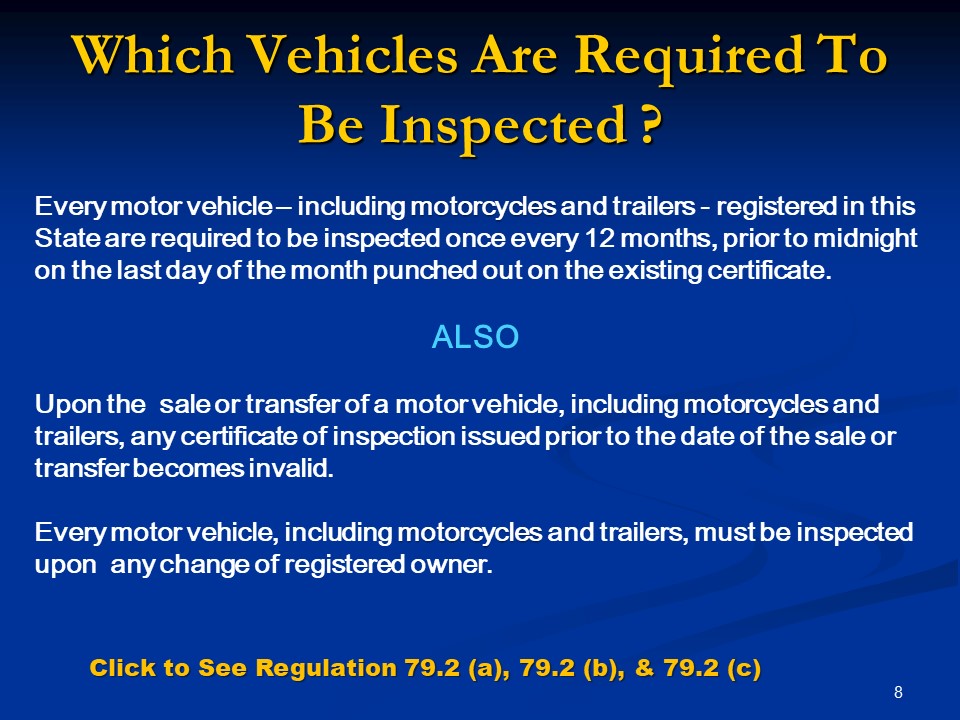 Which Vehicles Are Required To
Be Inspected ?
Every motor vehicle – including motorcycles and trailers - registered in this
State are required to be inspected once every 12 months, prior to midnight
on the last day of the month punched out on the existing certificate.
ALSO
Upon the  sale or transfer of a motor vehicle, including motorcycles and
trailers, any certificate of inspection issued prior to the date of the sale or
transfer becomes invalid.
Every motor vehicle, including motorcycles and trailers, must be inspected
upon  any change of registered owner.
Click to See Regulation 79.2 (a), 79.2 (b), & 79.2 (c)
8